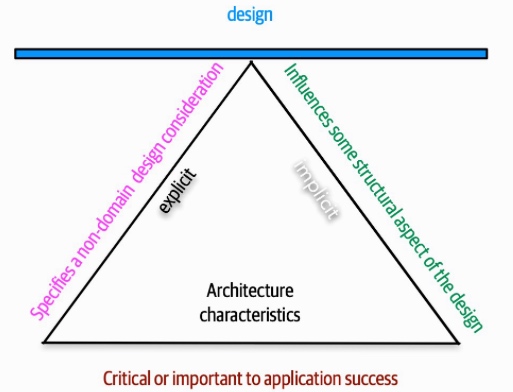 design
Specifies a non-domain design consideration
Influences some structural aspect of the design
explicit
implicit
Architecture
characteristics
Critical or important to application success